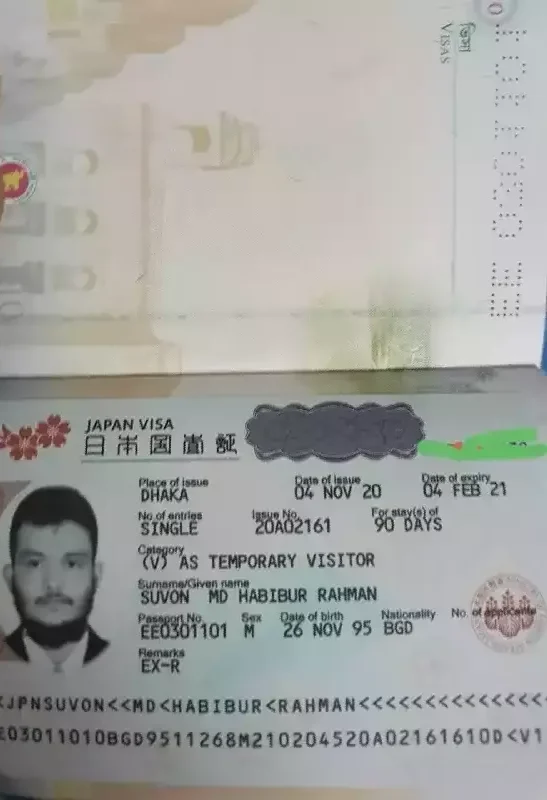 ভিসা
VISAS
JAPAN VISA
日本国査証
Place of issue Date of issue Date of expiry
DHAKA 04 NOV 20 04 FEB 21
No of entries Issue No. For stay(s) of
SINGLE 20A02161 90 DAYS
Category
(V) AS TEMPORARY VISITOR
Surname/Given name
SUVON MD HABIBUR RAHMAN
Passport No. Sex Date of birth Nationality No. of applicants
EE0301101 M 26 NOV 95 BGD
Remarks
EX-R
<JPNSUVON<<MD<HABIBUR<RAHMAN<<<<<<<<<<<<<<<
E03011010BGD9511268M210204520A02161610D<V1